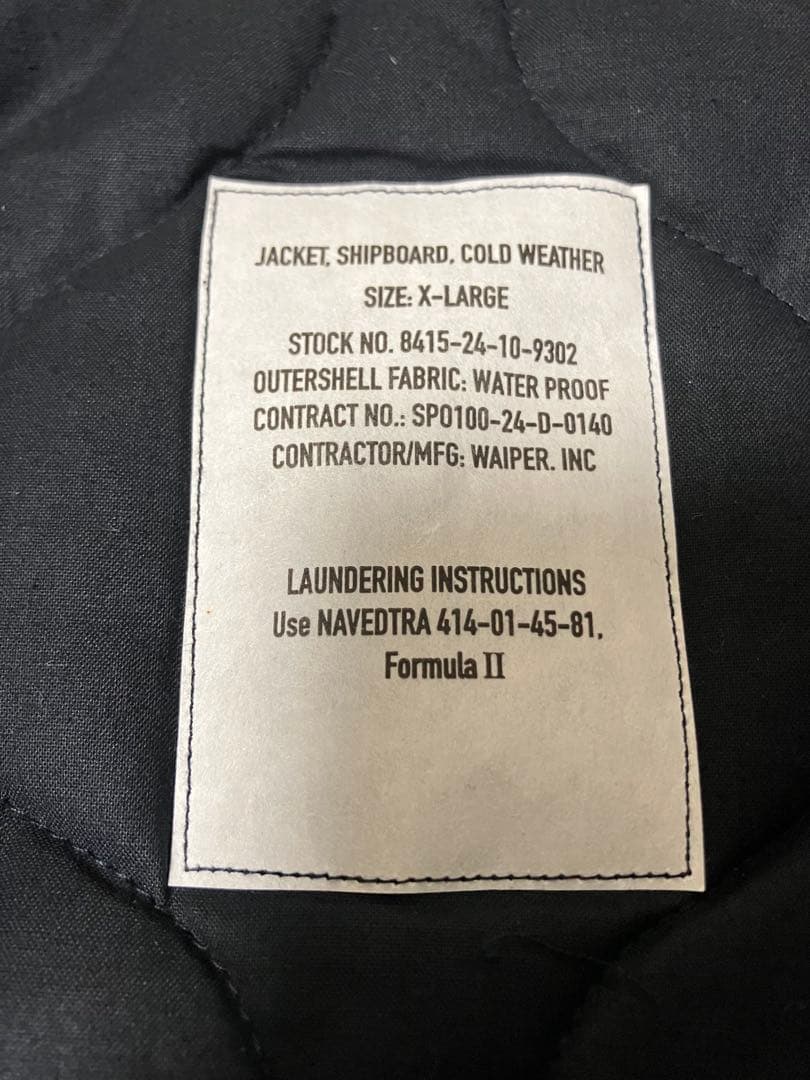 JACKET, SHIPBOARD, COLD WEATHER
SIZE: X-LARGE
STOCK NO. 8415-24-10-9302
OUTERSHELL FABRIC: WATER PROOF
CONTRACT NO.: SPO100-24-D-0140
CONTRACTOR/MFG: WAIPER. INC
LAUNDERING INSTRUCTIONS
Use NAVEDTRA 414-01-45-81,
Formula II